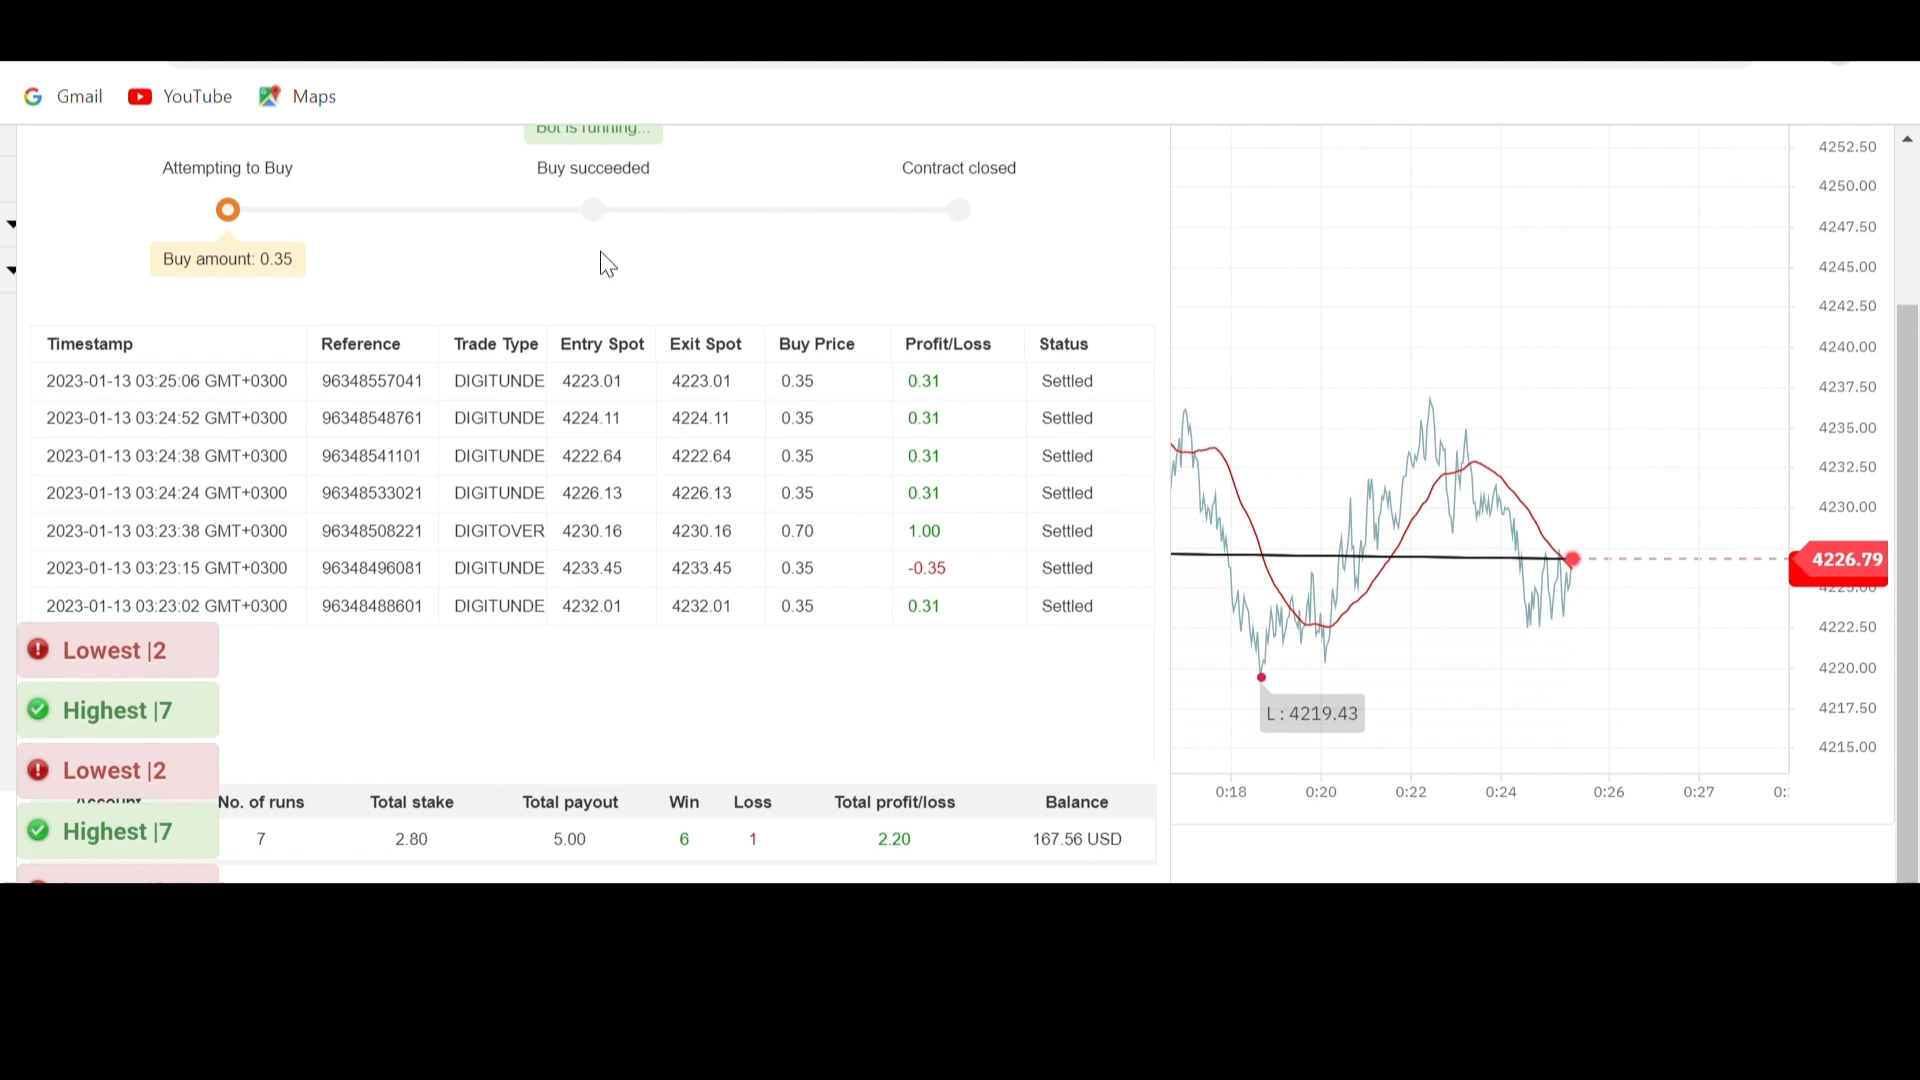 Gmail YouTube Maps
Bot is running...
Attempting to Buy Buy succeeded Contract closed
Buy amount: 0.35
Timestamp Reference Trade Type Entry Spot Exit Spot Buy Price Profit/Loss Status
2023-01-13 03:25:06 GMT+0300 96348557041 DIGITUNDE 4223.01 4223.01 0.35 0.31 Settled
2023-01-13 03:24:52 GMT+0300 96348548761 DIGITUNDE 4224.11 4224.11 0.35 0.31 Settled
2023-01-13 03:24:38 GMT+0300 96348541101 DIGITUNDE 4222.64 4222.64 0.35 0.31 Settled
2023-01-13 03:24:24 GMT+0300 96348533021 DIGITUNDE 4226.13 4226.13 0.35 0.31 Settled
2023-01-13 03:23:38 GMT+0300 96348508221 DIGITOVER 4230.16 4230.16 0.70 1.00 Settled
2023-01-13 03:23:15 GMT+0300 96348496081 DIGITUNDE 4233.45 4233.45 0.35 -0.35 Settled
2023-01-13 03:23:02 GMT+0300 96348488601 DIGITUNDE 4232.01 4232.01 0.35 0.31 Settled
Lowest |2
Highest |7
Lowest |2
Highest |7
Account No. of runs Total stake Total payout Win Loss Total profit/loss Balance
7 2.80 5.00 6 1 2.20 167.56 USD
4252.50
4250.00
4247.50
4245.00
4242.50
4240.00
4237.50
4235.00
4232.50
4230.00
4226.79
4225.00
4222.50
4220.00
4217.50
4215.00
L : 4219.43
0:18 0:20 0:22 0:24 0:26 0:27